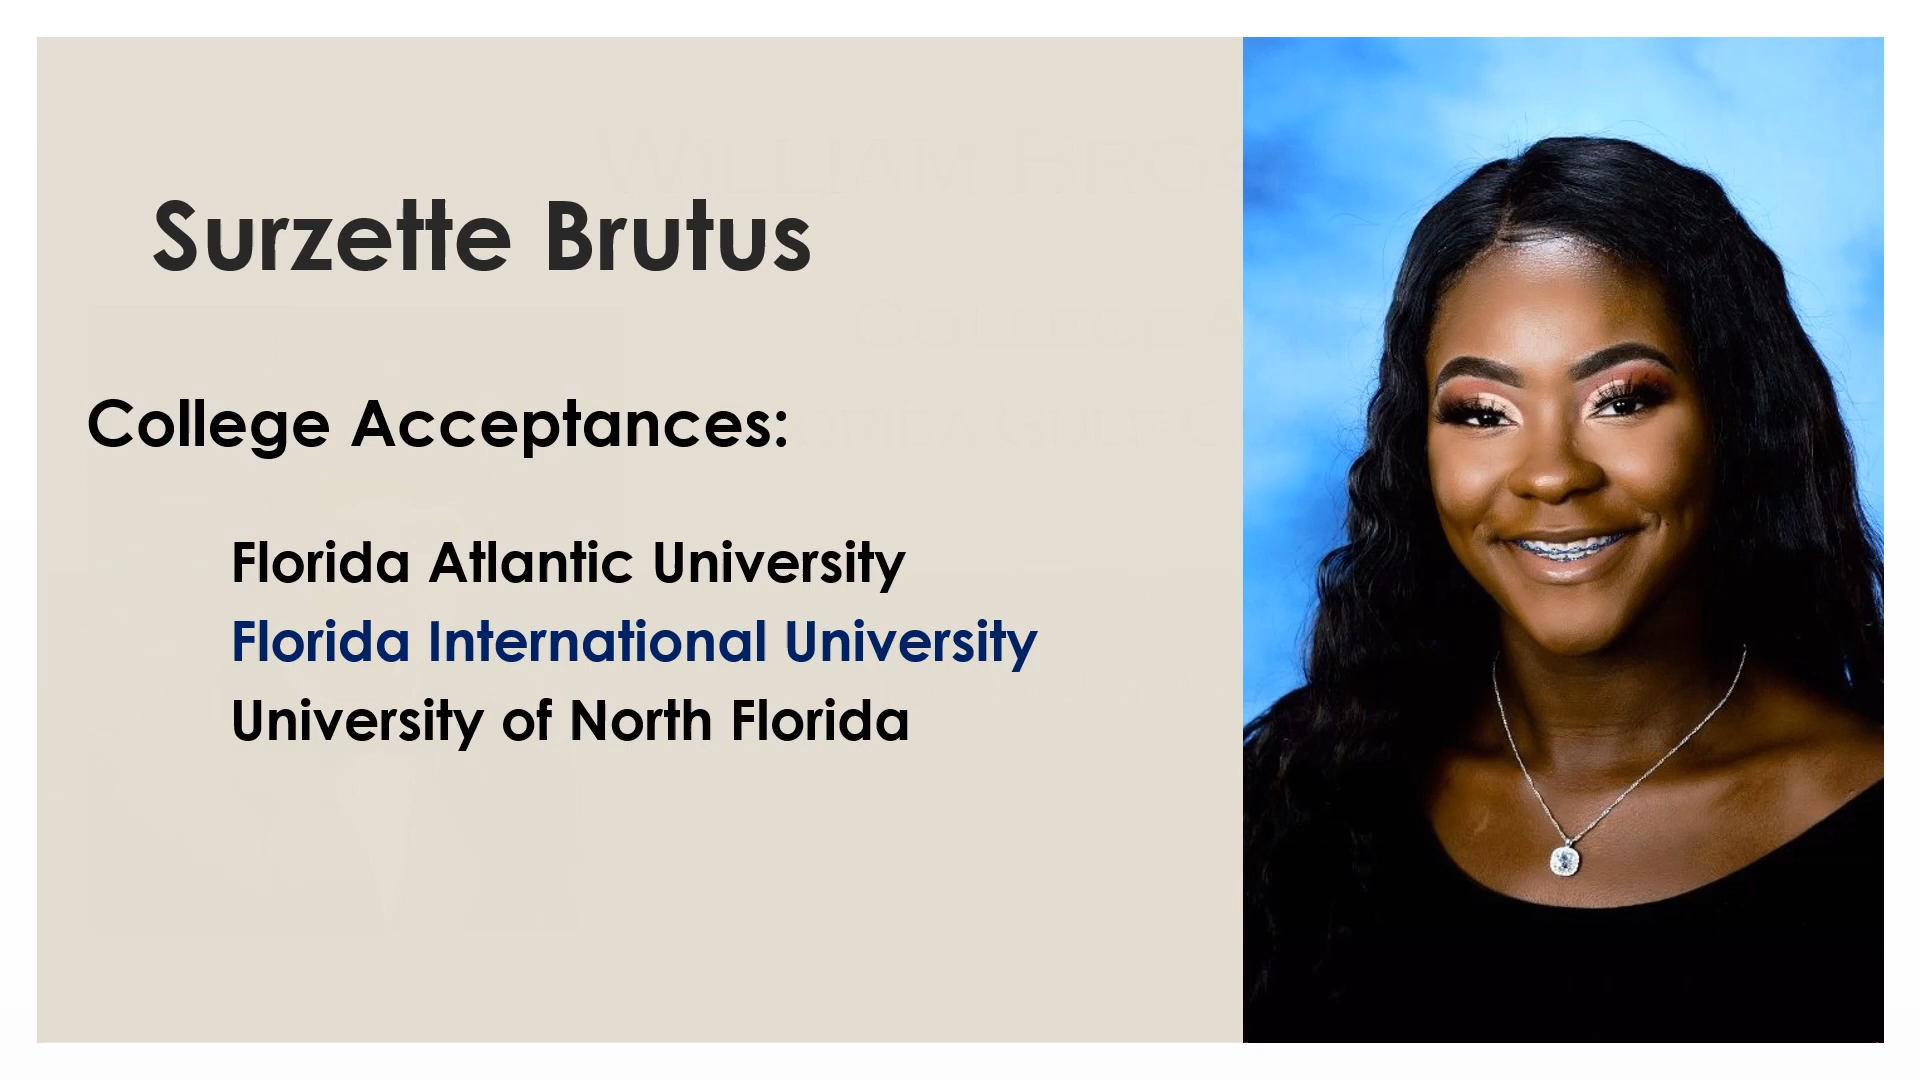 Surzette Brutus
College Acceptances:
Florida Atlantic University
Florida International University
University of North Florida